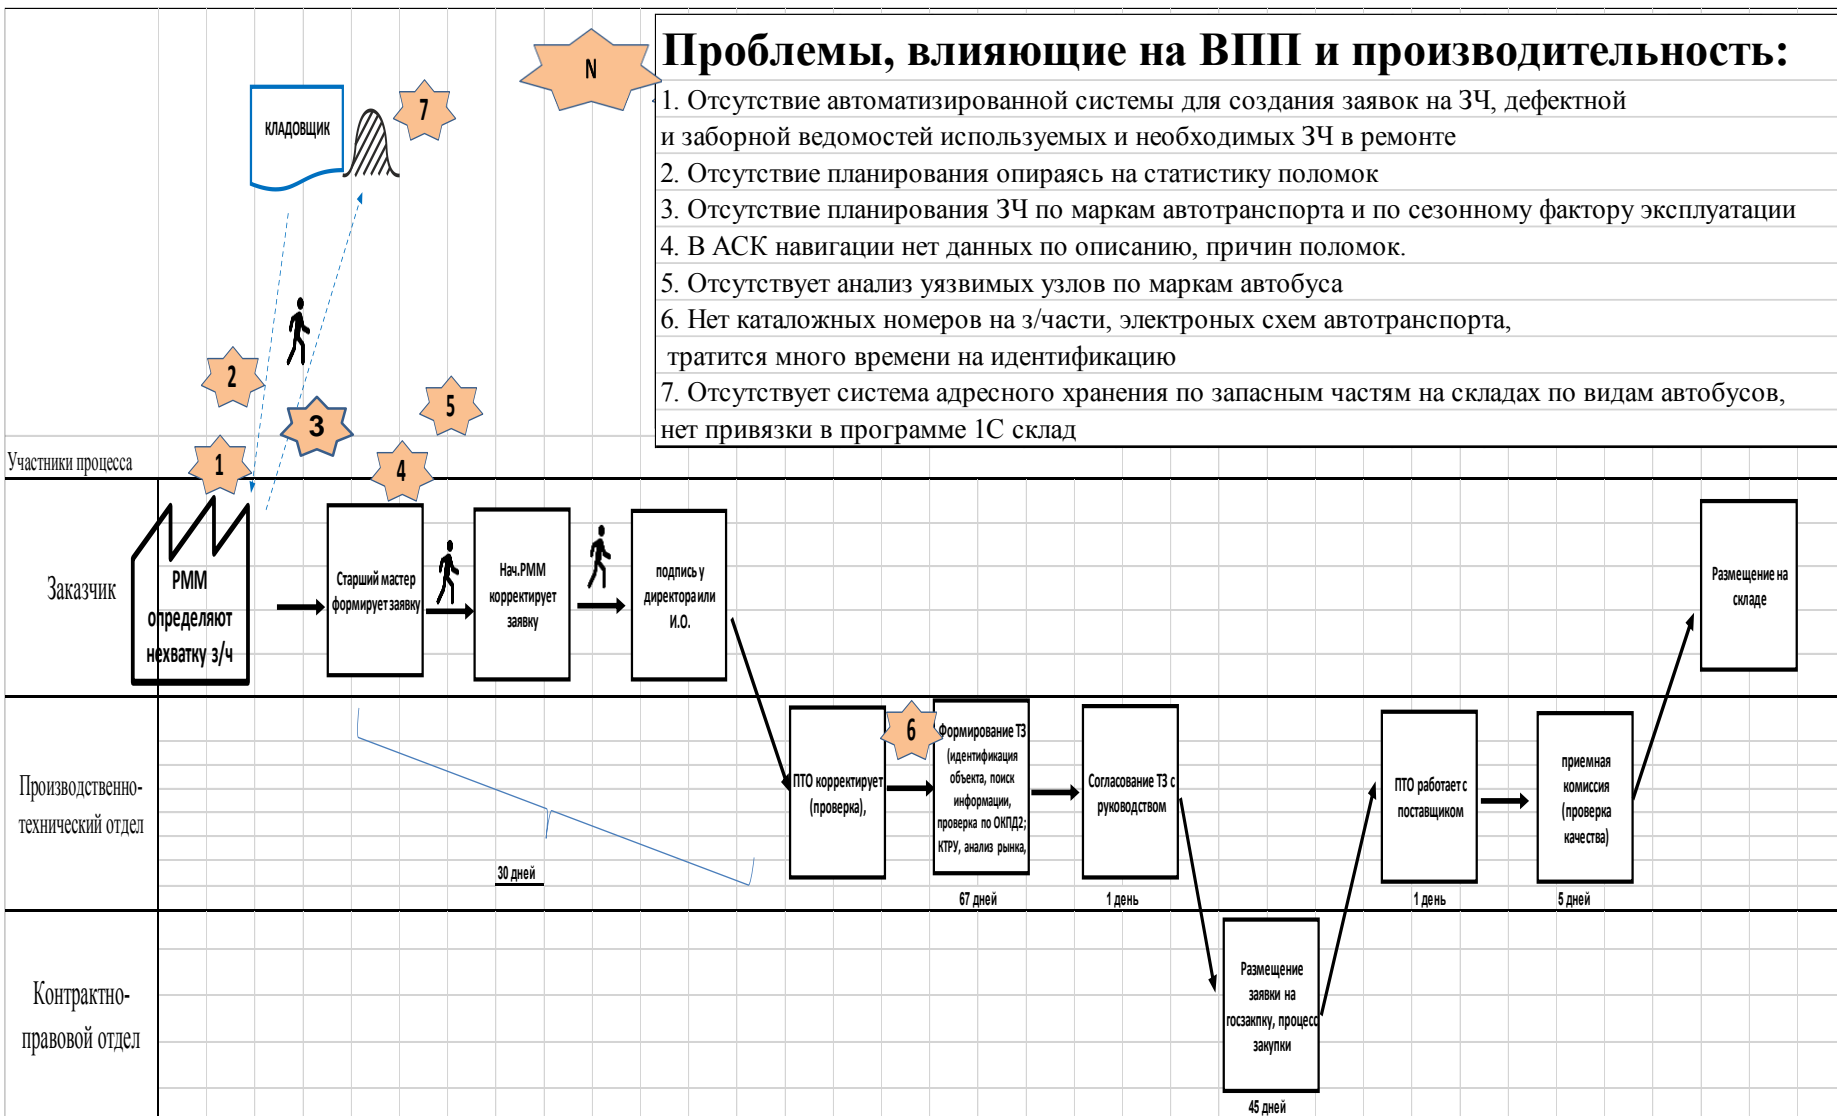 N
Проблемы, влияющие на ВПП и производительность:
1. Отсутствие автоматизированной системы для создания заявок на ЗЧ, дефектной
и заборной ведомостей используемых и необходимых ЗЧ в ремонте
2. Отсутствие планирования опираясь на статистику поломок
3. Отсутствие планирования ЗЧ по маркам автотранспорта и по сезонному фактору эксплуатации
4. В АСК навигации нет данных по описанию, причин поломок.
5. Отсутствует анализ уязвимых узлов по маркам автобуса
6. Нет каталожных номеров на з/части, электроных схем автотранспорта,
тратится много времени на идентификацию
7. Отсутствует система адресного хранения по запасным частям на складах по видам автобусов,
нет привязки в программе 1С склад
КЛАДОВЩИК
7
2
3
5
1
4
Участники процесса
Заказчик
РММ
определяют
нехватку з/ч
Старший мастер
формирует заявку
Нач.РММ
корректирует
заявку
подпись у
директора или
И.О.
Размещение на
складе
Производственно-
технический отдел
30 дней
ПТО корректирует
(проверка),
6
Формирование ТЗ
(идентификация
объекта, поиск
информации,
проверка по ОКПД2;
КТРУ, анализ рынка,
67 дней
Согласование ТЗ с
руководством
1 день
ПТО работает с
поставщиком
1 день
приемная
комиссия
(проверка
качества)
5 дней
Контрактно-
правовой отдел
Размещение
заявки на
госзакпку, процесс
закупки
45 дней